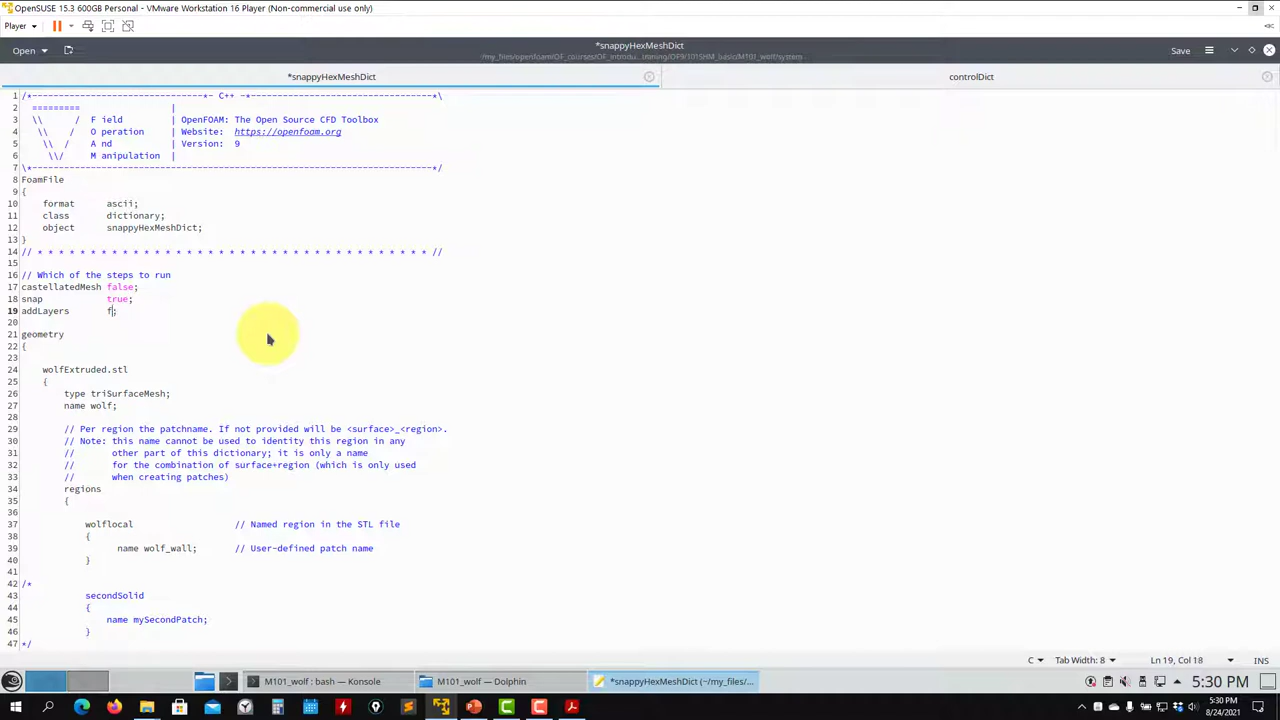 OpenSUSE 15.3 600GB Personal - VMware Workstation 16 Player (Non-commercial use only)
Player
Open
*snappyHexMeshDict
Save
*snappyHexMeshDict
controlDict
1 /*--------------------------------*- C++ -*----------------------------------*\
2 ========= |
3 \\ / F ield | OpenFOAM: The Open Source CFD Toolbox
4 \\ / O peration | Website: https://openfoam.org
5 \\ / A nd | Version: 9
6 \\/ M anipulation |
7 \*---------------------------------------------------------------------------*/
8 FoamFile
9 {
10 format ascii;
11 class dictionary;
12 object snappyHexMeshDict;
13 }
14 // * * * * * * * * * * * * * * * * * * * * * * * * * * * * * * * * * * * * * //
15
16 // Which of the steps to run
17 castellatedMesh false;
18 snap true;
19 addLayers f;
20
21 geometry
22 {
23
24 wolfExtruded.stl
25 {
26 type triSurfaceMesh;
27 name wolf;
28
29 // Per region the patchname. If not provided will be <surface>_<region>.
30 // Note: this name cannot be used to identity this region in any
31 // other part of this dictionary; it is only a name
32 // for the combination of surface+region (which is only used
33 // when creating patches)
34 regions
35 {
36
37 wolflocal // Named region in the STL file
38 {
39 name wolf_wall; // User-defined patch name
40 }
41
42 /*
43 secondSolid
44 {
45 name mySecondPatch;
46 }
47 */
C Tab Width: 8 Ln 19, Col 18 INS
M101_wolf : bash — Konsole
M101_wolf — Dolphin
*snappyHexMeshDict (~/my_files/...
5:30 PM
5:30 PM
8/24/2021